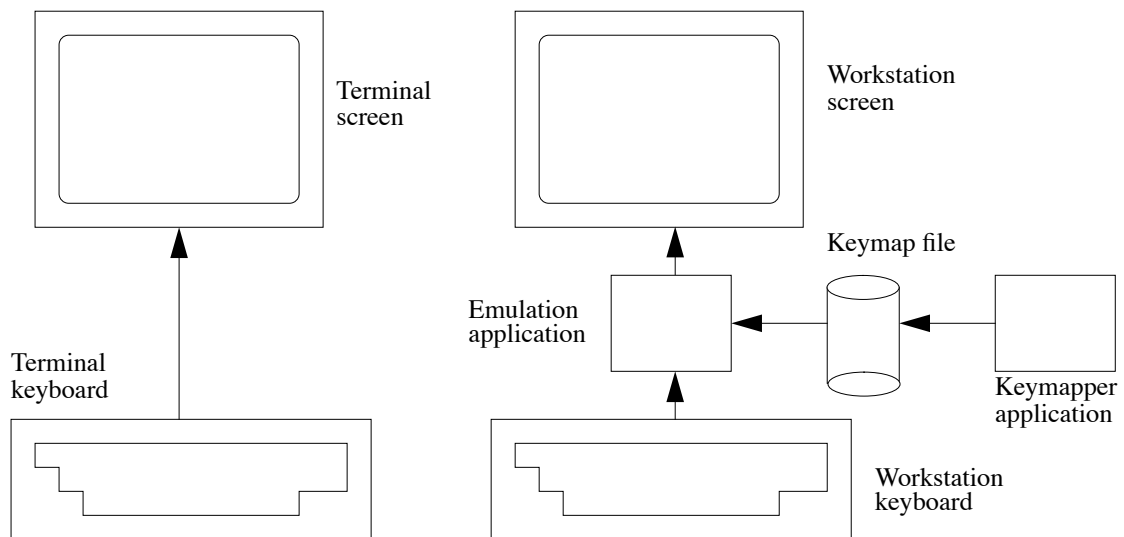 Terminal
screen
Workstation
screen
Keymap file
Emulation
application
Terminal
keyboard
Keymapper
application
Workstation
keyboard